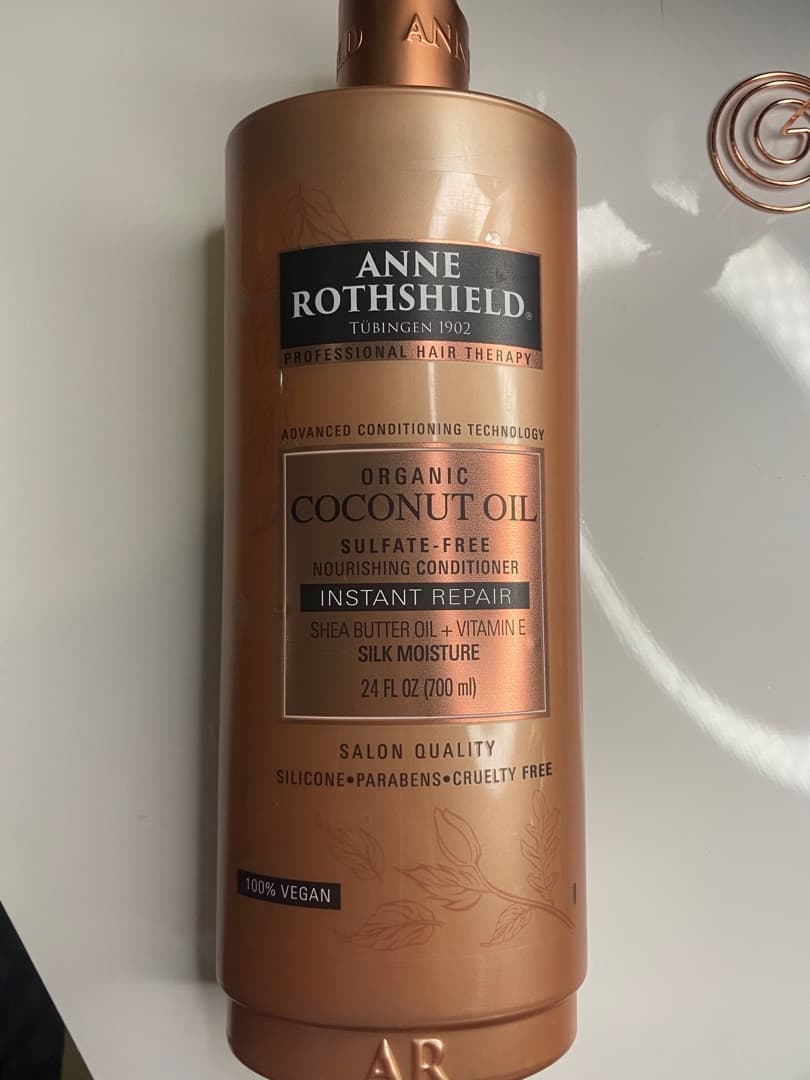 D ANN
ANNE
ROTHSHIELD®
TÜBINGEN 1902
PROFESSIONAL HAIR THERAPY
ADVANCED CONDITIONING TECHNOLOGY
ORGANIC
COCONUT OIL
SULFATE-FREE
NOURISHING CONDITIONER
INSTANT REPAIR
SHEA BUTTER OIL + VITAMIN E
SILK MOISTURE
24 FL OZ (700 ml)
SALON QUALITY
SILICONE•PARABENS•CRUELTY FREE
100% VEGAN
AR